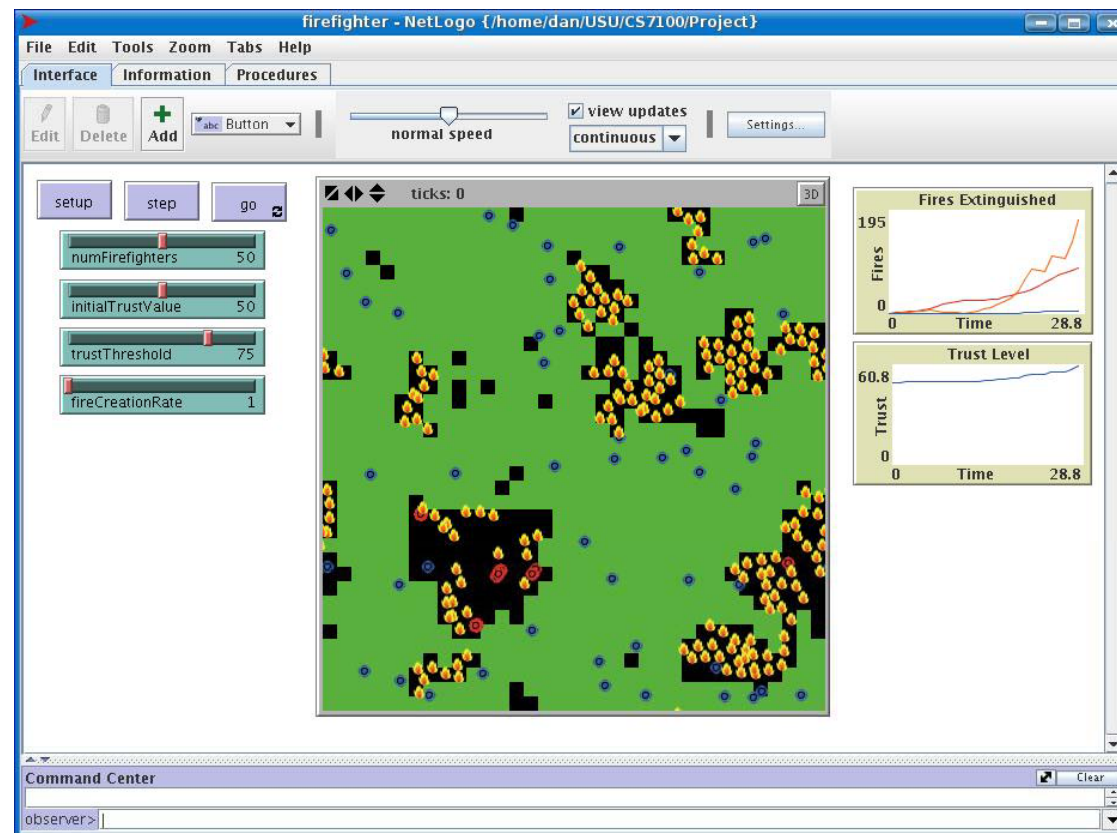 firefighter - NetLogo {/home/dan/USU/CS7100/Project}
File Edit Tools Zoom Tabs Help
Interface Information Procedures
Edit Delete Add abc Button normal speed view updates continuous Settings...
setup step go
ticks: 0 3D
numFirefighters 50
initialTrustValue 50
trustThreshold 75
fireCreationRate 1
Fires Extinguished
195
Fires
0
0 Time 28.8
Trust Level
60.8
Trust
0
0 Time 28.8
Command Center Clear
observer>